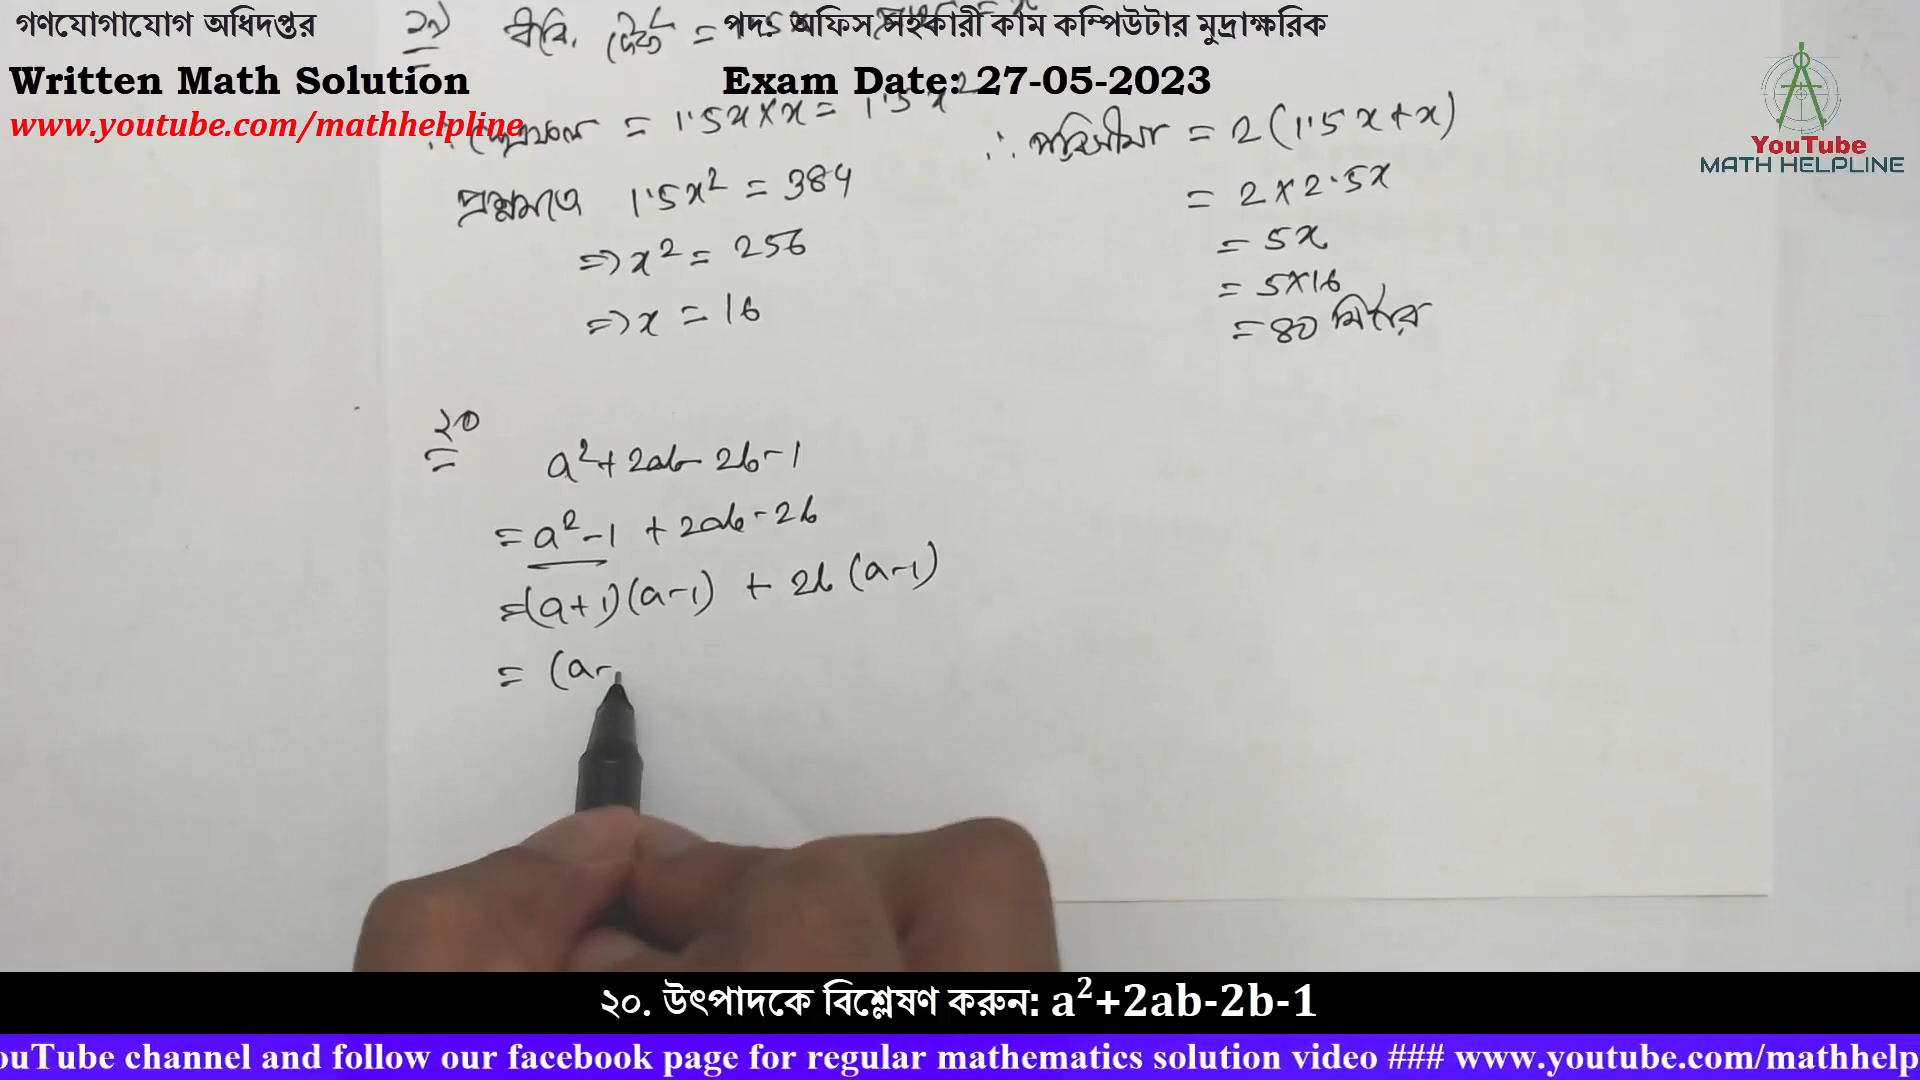 গণযোগাযোগ অধিদপ্তর
পদ: অফিস সহকারী কাম কম্পিউটার মুদ্রাক্ষরিক
Written Math Solution
Exam Date: 27-05-2023
www.youtube.com/mathhelpline
YouTube
MATH HELPLINE
= 1.5x×x = 1.5x²
প্রশ্নমতে 1.5x² = 384
⇒ x² = 256
⇒ x = 16
∴ পরিসীমা = 2(1.5x+x)
= 2×2.5x
= 5x
= 5×16
= 80 মিটার
২০
a²+2ab-2b-1
= a²-1 + 2ab-2b
=(a+1)(a-1) + 2b(a-1)
= (a-
২০. উৎপাদকে বিশ্লেষণ করুন: a²+2ab-2b-1
ouTube channel and follow our facebook page for regular mathematics solution video ### www.youtube.com/mathhelp